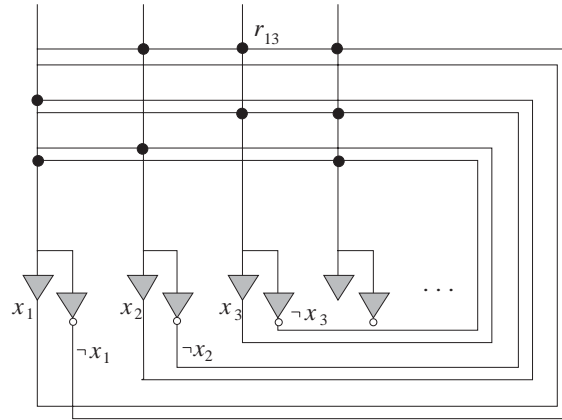 r₁₃
x₁ x₂ x₃ ¬x₃ ...
¬x₁ ¬x₂